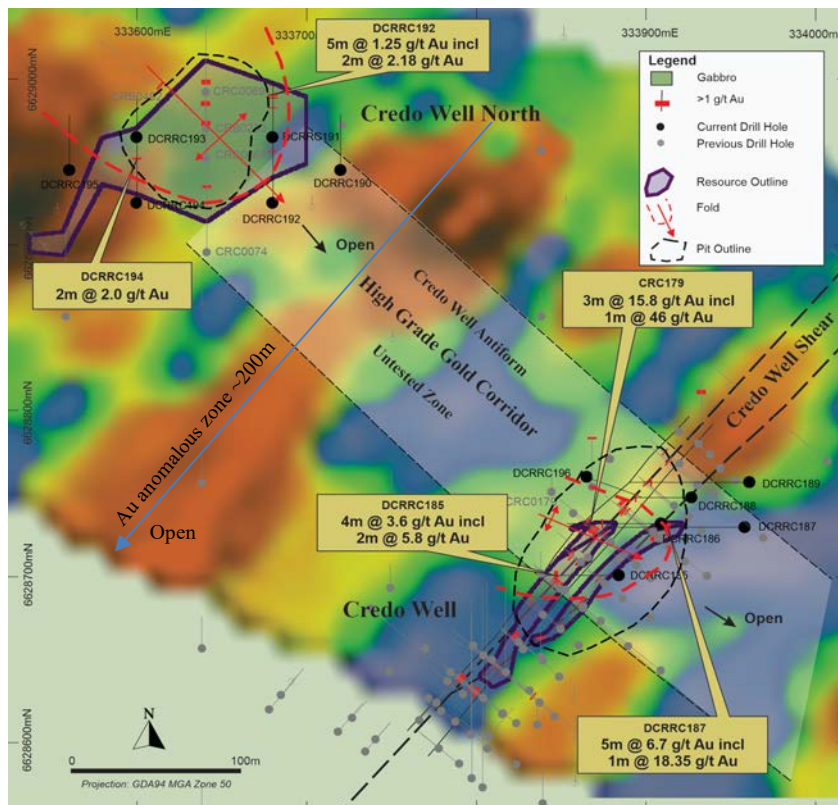 333600mE
333700mE
333900mE
334000mE
6629000mN
6628800mN
6628700mN
6628600mN
DCRRC192
5m @ 1.25 g/t Au incl
2m @ 2.18 g/t Au
Legend
Gabbro
>1 g/t Au
Current Drill Hole
Previous Drill Hole
Resource Outline
Fold
Pit Outline
Credo Well North
DCRRC193
DCRRC191
DCRRC195
DCRRC190
DCRRC192
CRC0074
Open
DCRRC194
2m @ 2.0 g/t Au
CRC179
3m @ 15.8 g/t Au incl
1m @ 46 g/t Au
Credo Well Antiform
High Grade Gold Corridor
Untested Zone
Credo Well Shear
Au anomalous zone ~200m
Open
DCRRC196
DCRRC189
DCRRC188
DCRRC187
DCRRC186
DCRRC185
4m @ 3.6 g/t Au incl
2m @ 5.8 g/t Au
Credo Well
Open
DCRRC187
5m @ 6.7 g/t Au incl
1m @ 18.35 g/t Au
N
0
100m
Projection: GDA94 MGA Zone 50